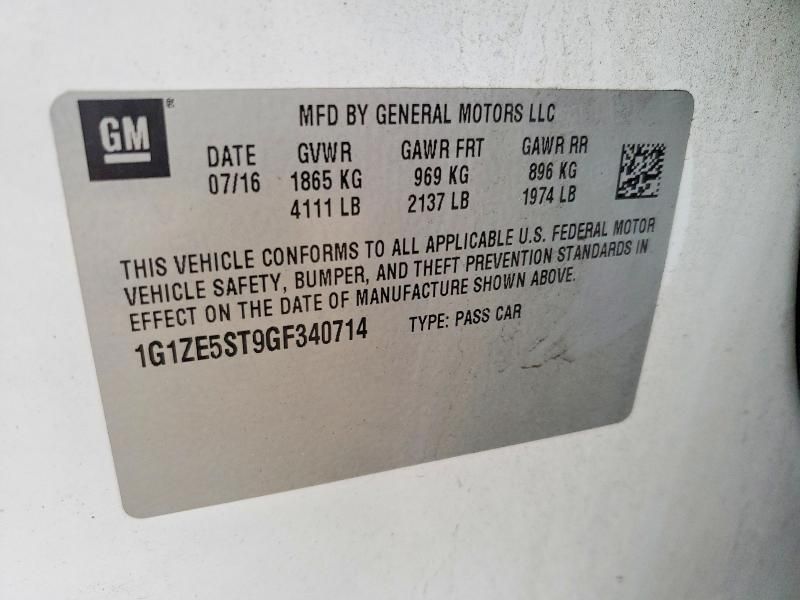 GM®
MFD BY GENERAL MOTORS LLC
DATE GVWR GAWR FRT GAWR RR
07/16 1865 KG 969 KG 896 KG
4111 LB 2137 LB 1974 LB
THIS VEHICLE CONFORMS TO ALL APPLICABLE U.S. FEDERAL MOTOR
VEHICLE SAFETY, BUMPER, AND THEFT PREVENTION STANDARDS IN
EFFECT ON THE DATE OF MANUFACTURE SHOWN ABOVE.
1G1ZE5ST9GF340714 TYPE: PASS CAR